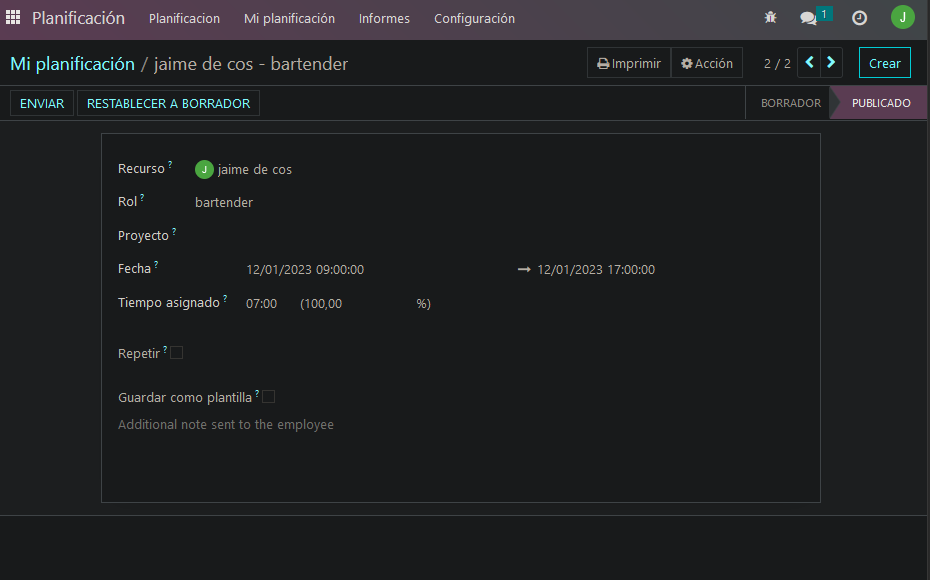 Planificación Planificacion Mi planificación Informes Configuración 1 J
Mi planificación / jaime de cos - bartender Imprimir Acción 2 / 2 Crear
ENVIAR RESTABLECER A BORRADOR BORRADOR PUBLICADO
Recurso ? J jaime de cos
Rol ? bartender
Proyecto ?
Fecha ? 12/01/2023 09:00:00 → 12/01/2023 17:00:00
Tiempo asignado ? 07:00 (100,00 %)
Repetir ?
Guardar como plantilla ?
Additional note sent to the employee